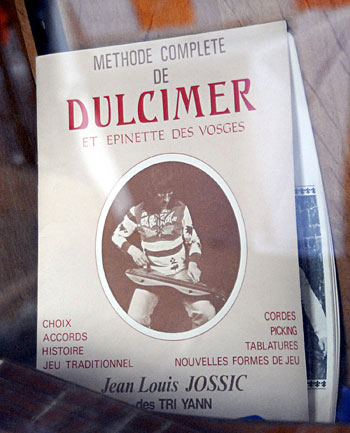 METHODE COMPLETE
DE
DULCIMER
ET EPINETTE DES VOSGES
CHOIX
ACCORDS
HISTOIRE
JEU TRADITIONNEL
CORDES
PICKING
TABLATURES
NOUVELLES FORMES DE JEU
Jean Louis JOSSIC
des TRI YANN